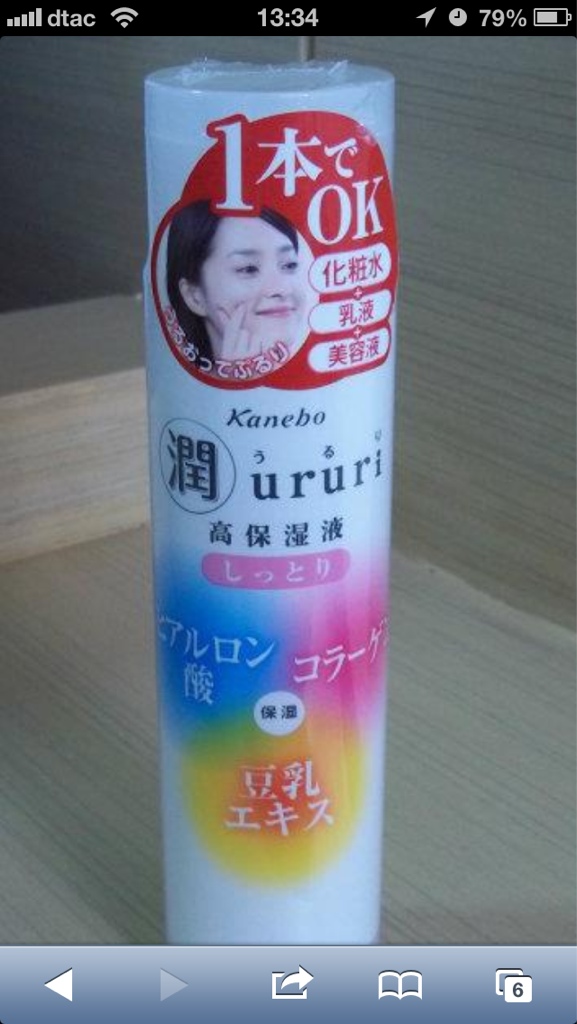 dtac
13:34
79%
1本で
OK
化粧水
+
乳液
+
美容液
うるおってぷるり
Kanebo
潤
うるり
ururi
高保湿液
しっとり
ヒアルロン
酸
コラーゲン
保湿
豆乳
エキス
6